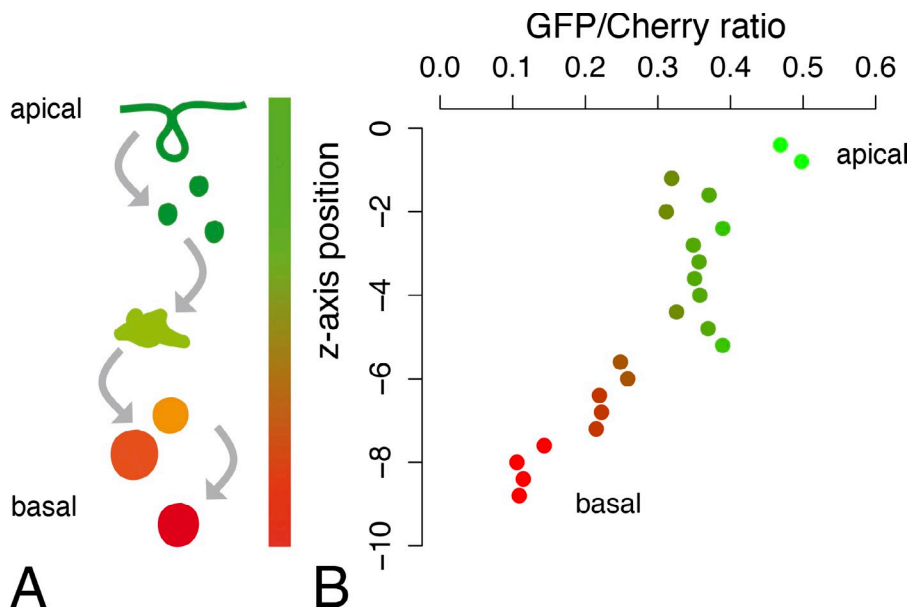 apical
basal
A
GFP/Cherry ratio
0.0 0.1 0.2 0.3 0.4 0.5 0.6
z-axis position
0
−2
−4
−6
−8
−10
apical
basal
B